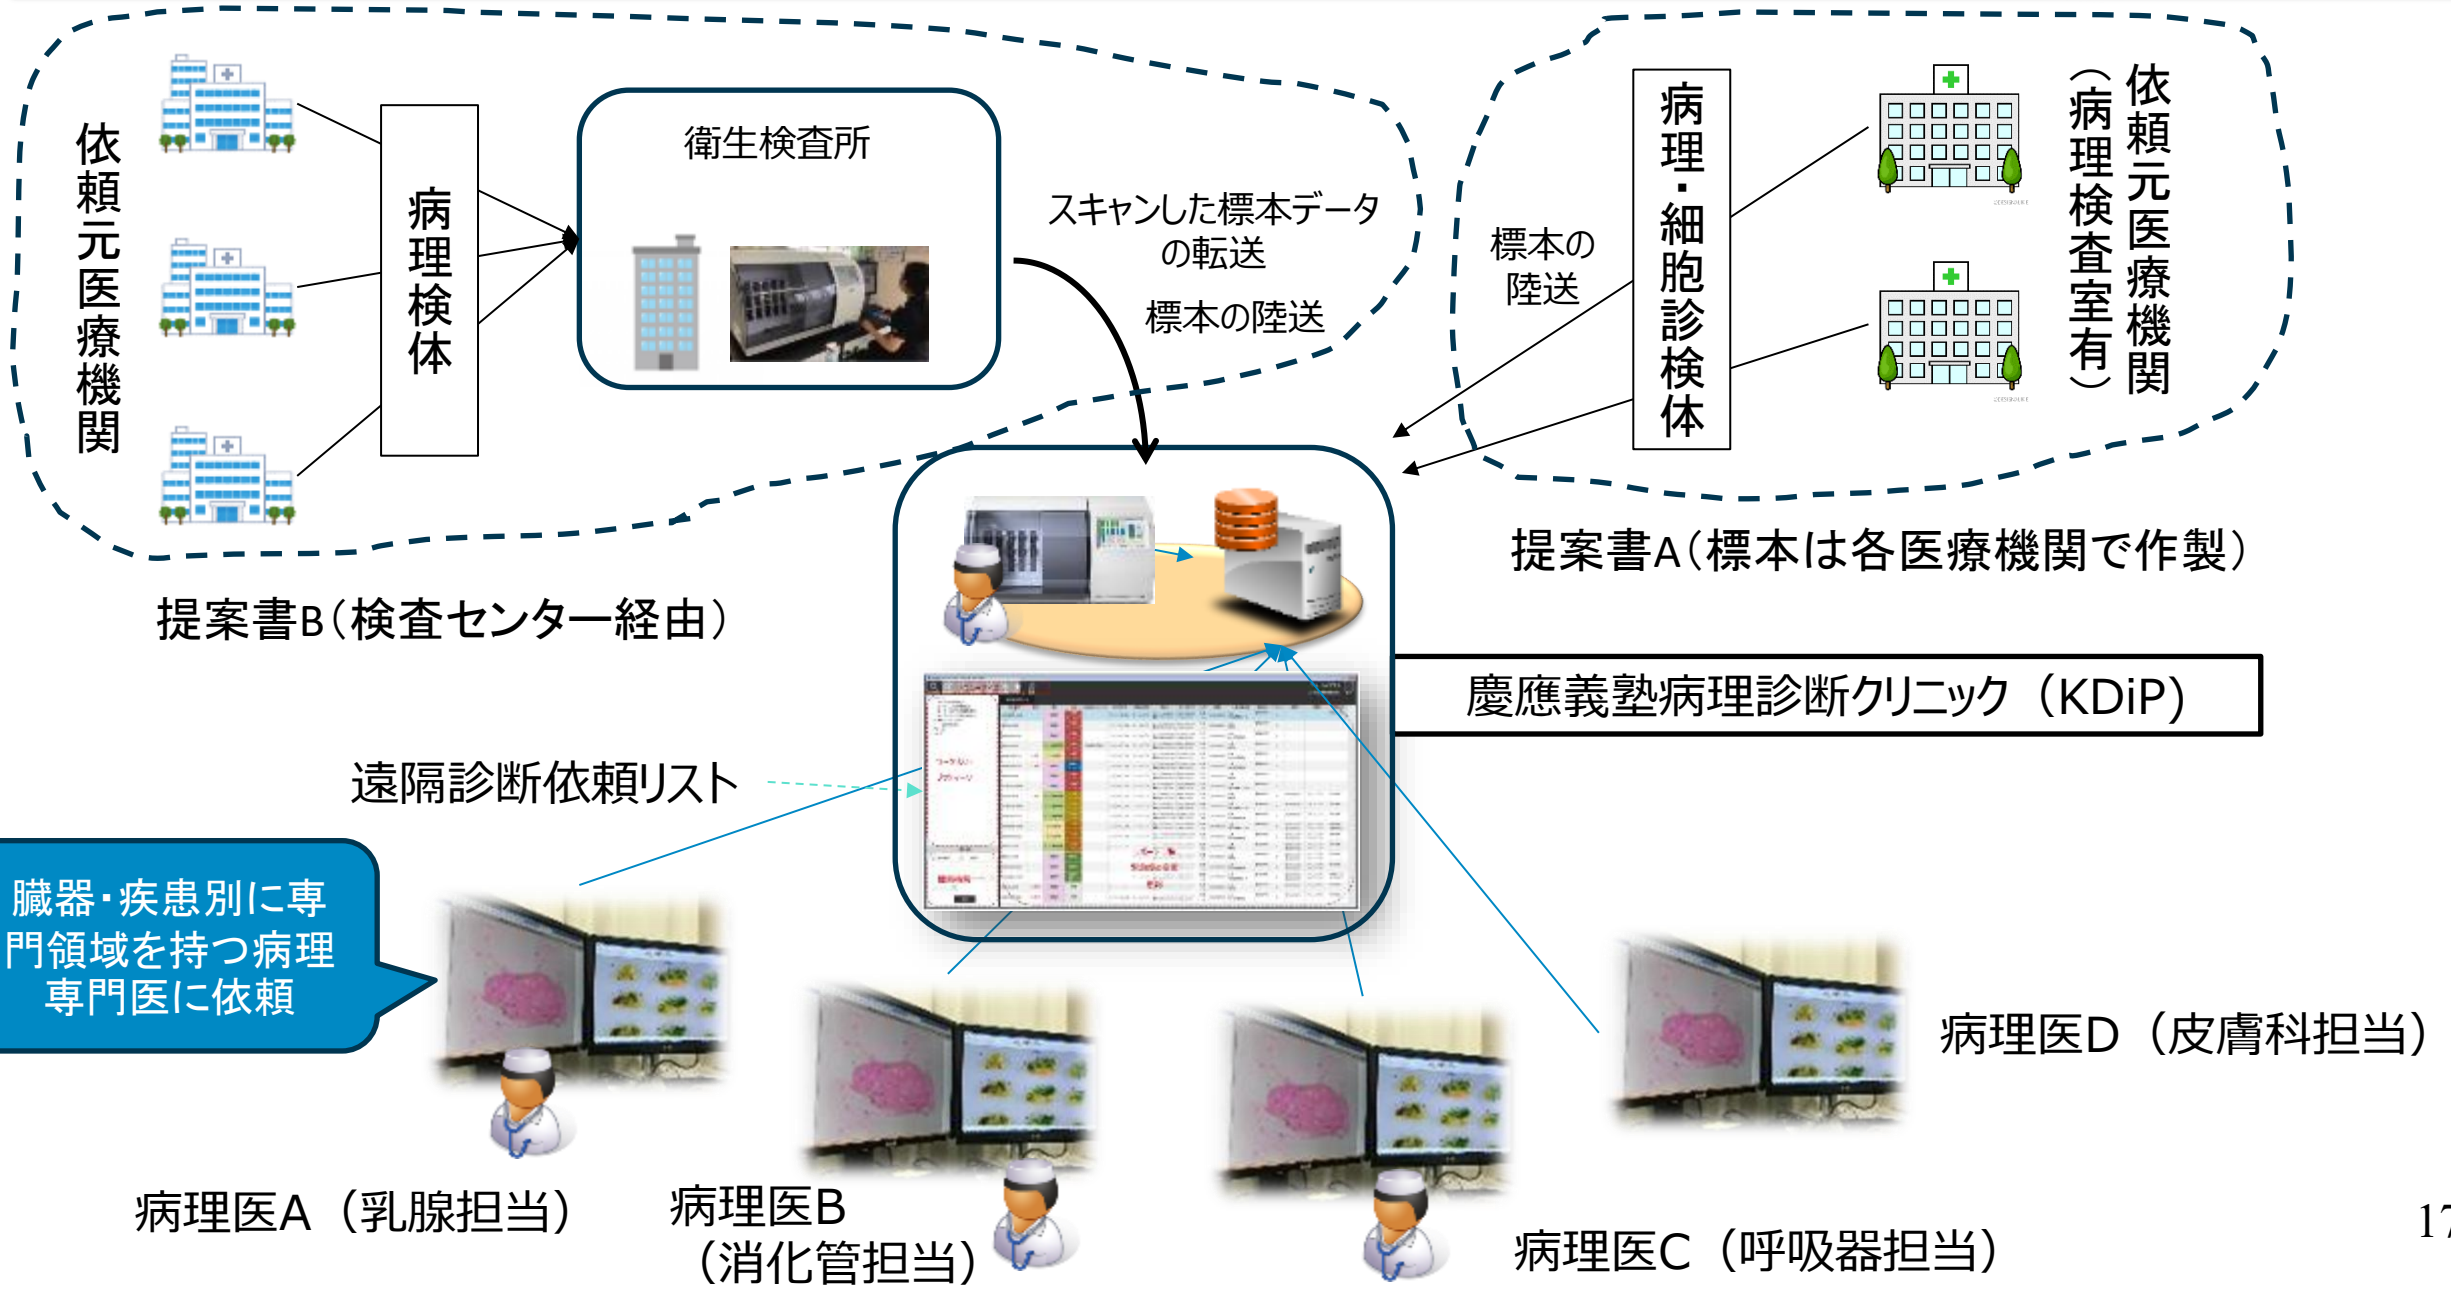 依頼元医療機関
病理検体
衛生検査所
スキャンした標本データ
の転送
標本の陸送
標本の
陸送
病理・細胞診検体
依頼元医療機関
（病理検査室有）
提案書A（標本は各医療機関で作製）
提案書B（検査センター経由）
慶應義塾病理診断クリニック（KDiP）
遠隔診断依頼リスト
臓器・疾患別に専
門領域を持つ病理
専門医に依頼
病理医A（乳腺担当）
病理医B
（消化管担当）
病理医C（呼吸器担当）
病理医D（皮膚科担当）
17